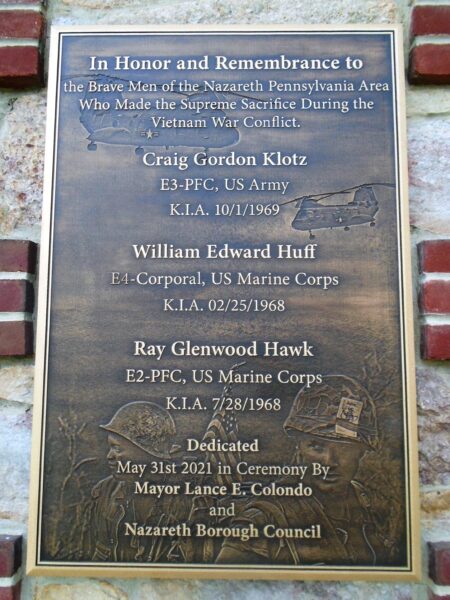 In Honor and Remembrance to
the Brave Men of the Nazareth Pennsylvania Area
Who Made the Supreme Sacrifice During the
Vietnam War Conflict.
Craig Gordon Klotz
E3-PFC, US Army
K.I.A. 10/1/1969
William Edward Huff
E4-Corporal, US Marine Corps
K.I.A. 02/25/1968
Ray Glenwood Hawk
E2-PFC, US Marine Corps
K.I.A. 7/28/1968
Dedicated
May 31st 2021 in Ceremony By
Mayor Lance E. Colondo
and
Nazareth Borough Council